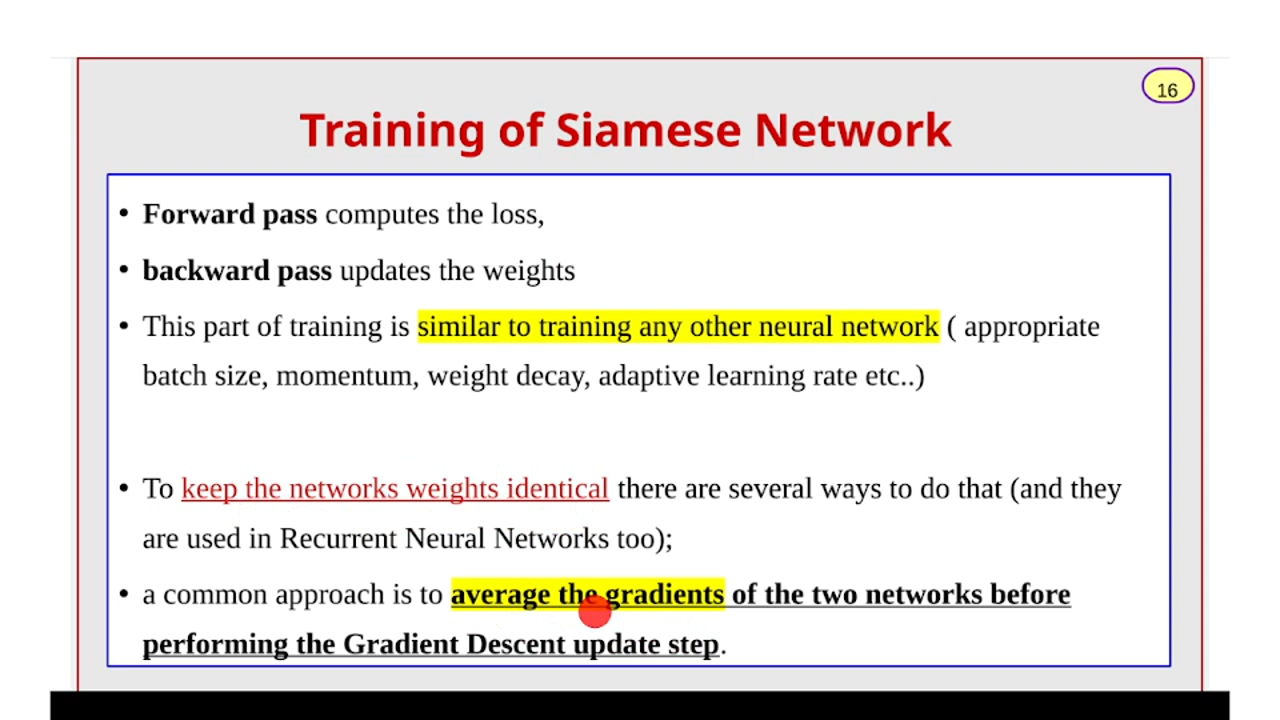 16
Training of Siamese Network
• Forward pass computes the loss,
• backward pass updates the weights
• This part of training is similar to training any other neural network ( appropriate
batch size, momentum, weight decay, adaptive learning rate etc..)
• To keep the networks weights identical there are several ways to do that (and they
are used in Recurrent Neural Networks too);
• a common approach is to average the gradients of the two networks before
performing the Gradient Descent update step.